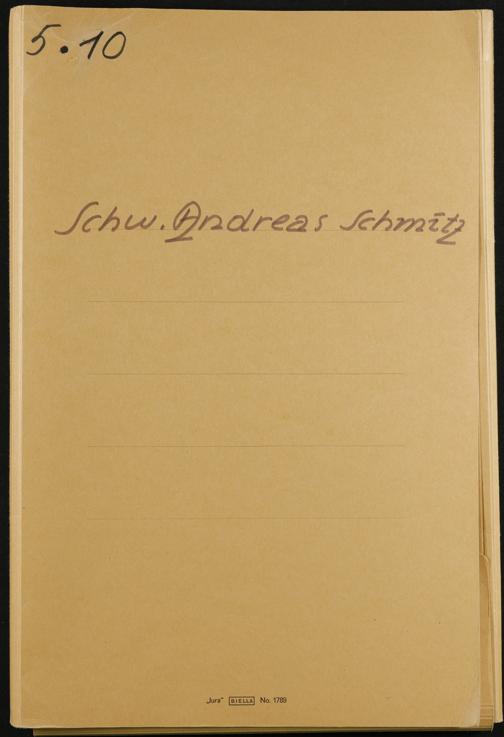 5.10
Schw. Andreas Schmitz
„Jura“ BIELLA No. 1789